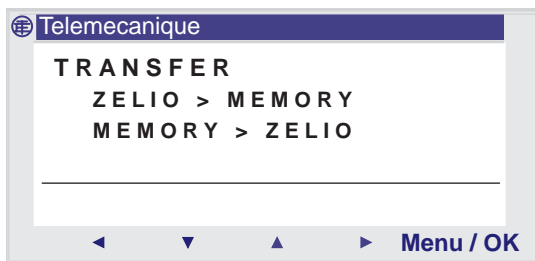 Telemecanique
TRANSFER
ZELIO > MEMORY
MEMORY > ZELIO
Menu / OK